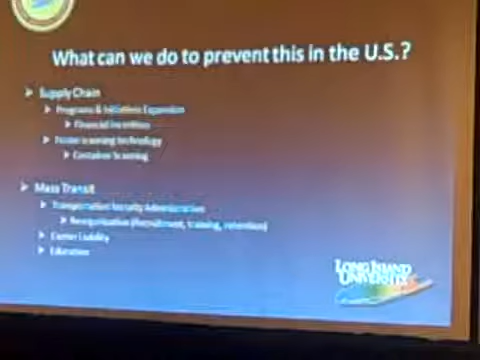 What can we do to prevent this in the U.S.?
Supply Chain
Programs & Initiatives Expansion
Financial Incentives
Faster scanning technology
Container Scanning
Mass Transit
Transportation Security Administration
Reorganization (Recruitment, training, retention)
Carrier Liability
Education
LONG ISLAND
UNIVERSITY